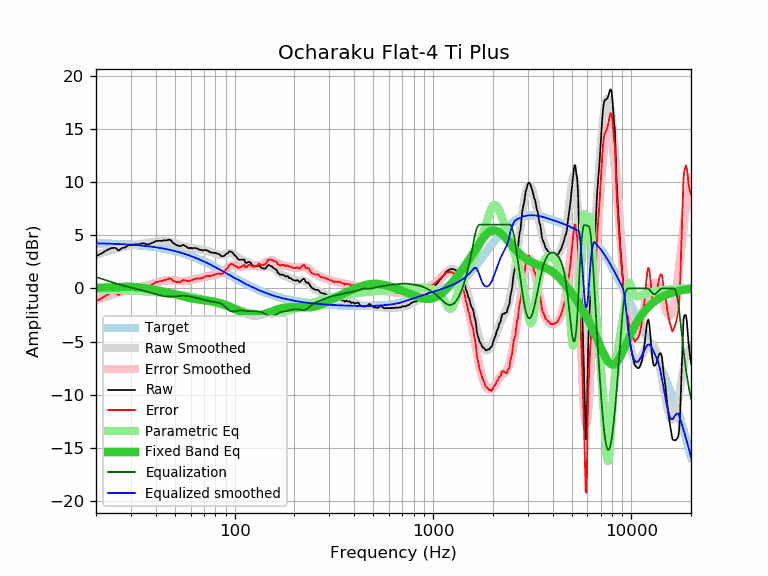 Ocharaku Flat-4 Ti Plus
20
15
10
5
0
−5
−10
−15
−20
Amplitude (dBr)
Target
Raw Smoothed
Error Smoothed
Raw
Error
Parametric Eq
Fixed Band Eq
Equalization
Equalized smoothed
100
1000
10000
Frequency (Hz)